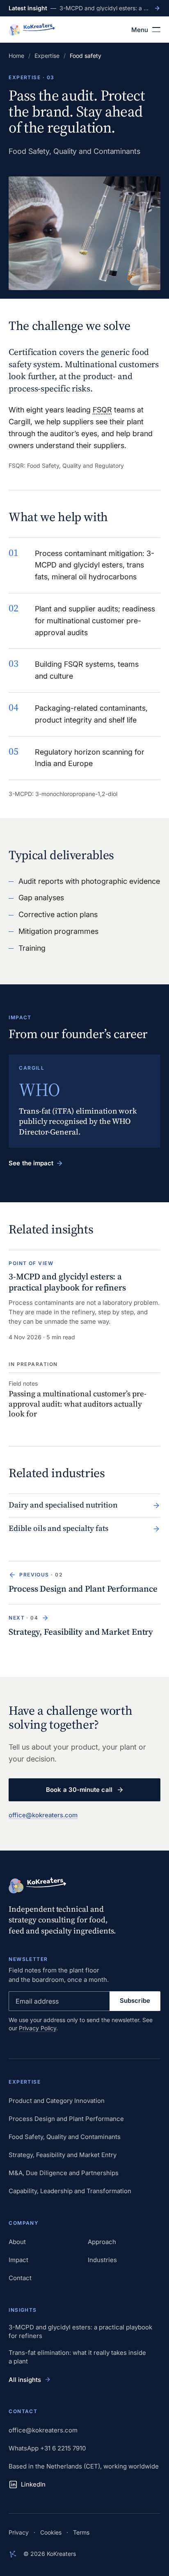 Latest insight — 3-MCPD and glycidyl esters: a ...
KoKreaters
Menu
Home / Expertise / Food safety
EXPERTISE · 03
Pass the audit. Protect
the brand. Stay ahead
of the regulation.
Food Safety, Quality and Contaminants
The challenge we solve
Certification covers the generic food
safety system. Multinational customers
look further, at the product- and
process-specific risks.
With eight years leading FSQR teams at
Cargill, we help suppliers see their plant
through the auditor's eyes, and help brand
owners understand their suppliers.
FSQR: Food Safety, Quality and Regulatory
What we help with
01 Process contaminant mitigation: 3-
MCPD and glycidyl esters, trans
fats, mineral oil hydrocarbons
02 Plant and supplier audits; readiness
for multinational customer pre-
approval audits
03 Building FSQR systems, teams
and culture
04 Packaging-related contaminants,
product integrity and shelf life
05 Regulatory horizon scanning for
India and Europe
3-MCPD: 3-monochloropropane-1,2-diol
Typical deliverables
— Audit reports with photographic evidence
— Gap analyses
— Corrective action plans
— Mitigation programmes
— Training
IMPACT
From our founder's career
CARGILL
WHO
Trans-fat (iTFA) elimination work
publicly recognised by the WHO
Director-General.
See the impact →
Related insights
POINT OF VIEW
3-MCPD and glycidyl esters: a
practical playbook for refiners
Process contaminants are not a laboratory problem.
They are made in the refinery, step by step, and
they can be unmade the same way.
4 Nov 2026 · 5 min read
IN PREPARATION
Field notes
Passing a multinational customer's pre-
approval audit: what auditors actually
look for
Related industries
Dairy and specialised nutrition →
Edible oils and specialty fats →
← PREVIOUS · 02
Process Design and Plant Performance
NEXT · 04 →
Strategy, Feasibility and Market Entry
Have a challenge worth
solving together?
Tell us about your product, your plant or
your decision.
Book a 30-minute call →
office@kokreaters.com
KoKreaters
Independent technical and
strategy consulting for food,
feed and specialty ingredients.
NEWSLETTER
Field notes from the plant floor
and the boardroom, once a month.
Email address
Subscribe
We use your address only to send the newsletter. See
our Privacy Policy.
EXPERTISE
Product and Category Innovation
Process Design and Plant Performance
Food Safety, Quality and Contaminants
Strategy, Feasibility and Market Entry
M&A, Due Diligence and Partnerships
Capability, Leadership and Transformation
COMPANY
About Approach
Impact Industries
Contact
INSIGHTS
3-MCPD and glycidyl esters: a practical playbook
for refiners
Trans-fat elimination: what it really takes inside
a plant
All insights →
CONTACT
office@kokreaters.com
WhatsApp +31 6 2215 7910
Based in the Netherlands (CET), working worldwide
LinkedIn
Privacy · Cookies · Terms
© 2026 KoKreaters